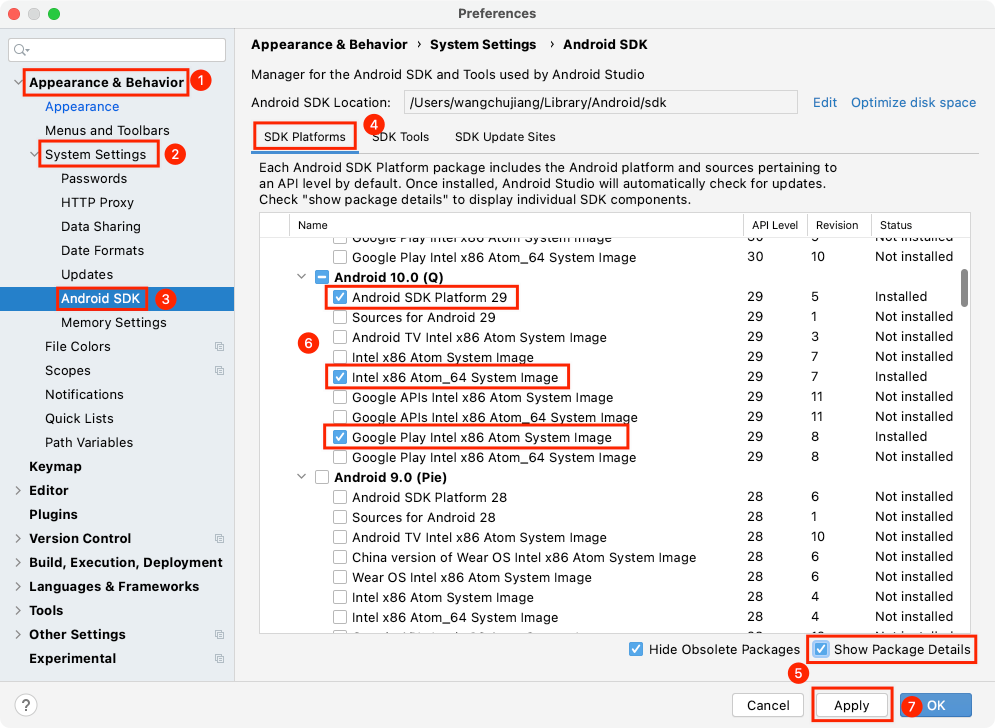 Preferences
Appearance & Behavior 1
Appearance
Menus and Toolbars
System Settings 2
Passwords
HTTP Proxy
Data Sharing
Date Formats
Updates
Android SDK 3
Memory Settings
File Colors
Scopes
Notifications
Quick Lists
Path Variables
Keymap
Editor
Plugins
Version Control
Build, Execution, Deployment
Languages & Frameworks
Tools
Other Settings
Experimental
?
Appearance & Behavior › System Settings › Android SDK
Manager for the Android SDK and Tools used by Android Studio
Android SDK Location: /Users/wangchujiang/Library/Android/sdk Edit Optimize disk space
4
SDK Platforms SDK Tools SDK Update Sites
Each Android SDK Platform package includes the Android platform and sources pertaining to
an API level by default. Once installed, Android Studio will automatically check for updates.
Check "show package details" to display individual SDK components.
Name API Level Revision Status
Google Play Intel x86 Atom System Image 30 9 Not installed
Google Play Intel x86 Atom_64 System Image 30 10 Not installed
Android 10.0 (Q)
Android SDK Platform 29 29 5 Installed
Sources for Android 29 29 1 Not installed
6
Android TV Intel x86 Atom System Image 29 3 Not installed
Intel x86 Atom System Image 29 7 Not installed
Intel x86 Atom_64 System Image 29 7 Installed
Google APIs Intel x86 Atom System Image 29 11 Not installed
Google APIs Intel x86 Atom_64 System Image 29 11 Not installed
Google Play Intel x86 Atom System Image 29 8 Installed
Google Play Intel x86 Atom_64 System Image 29 8 Not installed
Android 9.0 (Pie)
Android SDK Platform 28 28 6 Not installed
Sources for Android 28 28 1 Not installed
Android TV Intel x86 Atom System Image 28 10 Not installed
China version of Wear OS Intel x86 Atom System Image 28 6 Not installed
Wear OS Intel x86 Atom System Image 28 6 Not installed
Intel x86 Atom System Image 28 4 Not installed
Intel x86 Atom_64 System Image 28 4 Not installed
Hide Obsolete Packages Show Package Details
5
Cancel Apply 7 OK